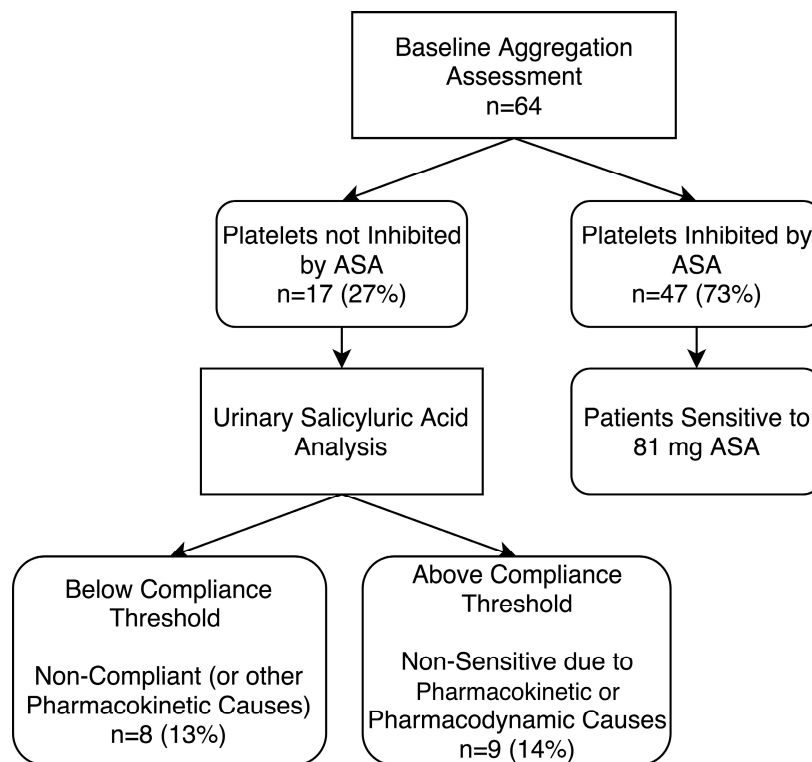 Baseline Aggregation
Assessment
n=64
Platelets not Inhibited
by ASA
n=17 (27%)
Platelets Inhibited by
ASA
n=47 (73%)
Urinary Salicyluric Acid
Analysis
Patients Sensitive to
81 mg ASA
Below Compliance
Threshold
Non-Compliant (or other
Pharmacokinetic Causes)
n=8 (13%)
Above Compliance
Threshold
Non-Sensitive due to
Pharmacokinetic or
Pharmacodynamic Causes
n=9 (14%)